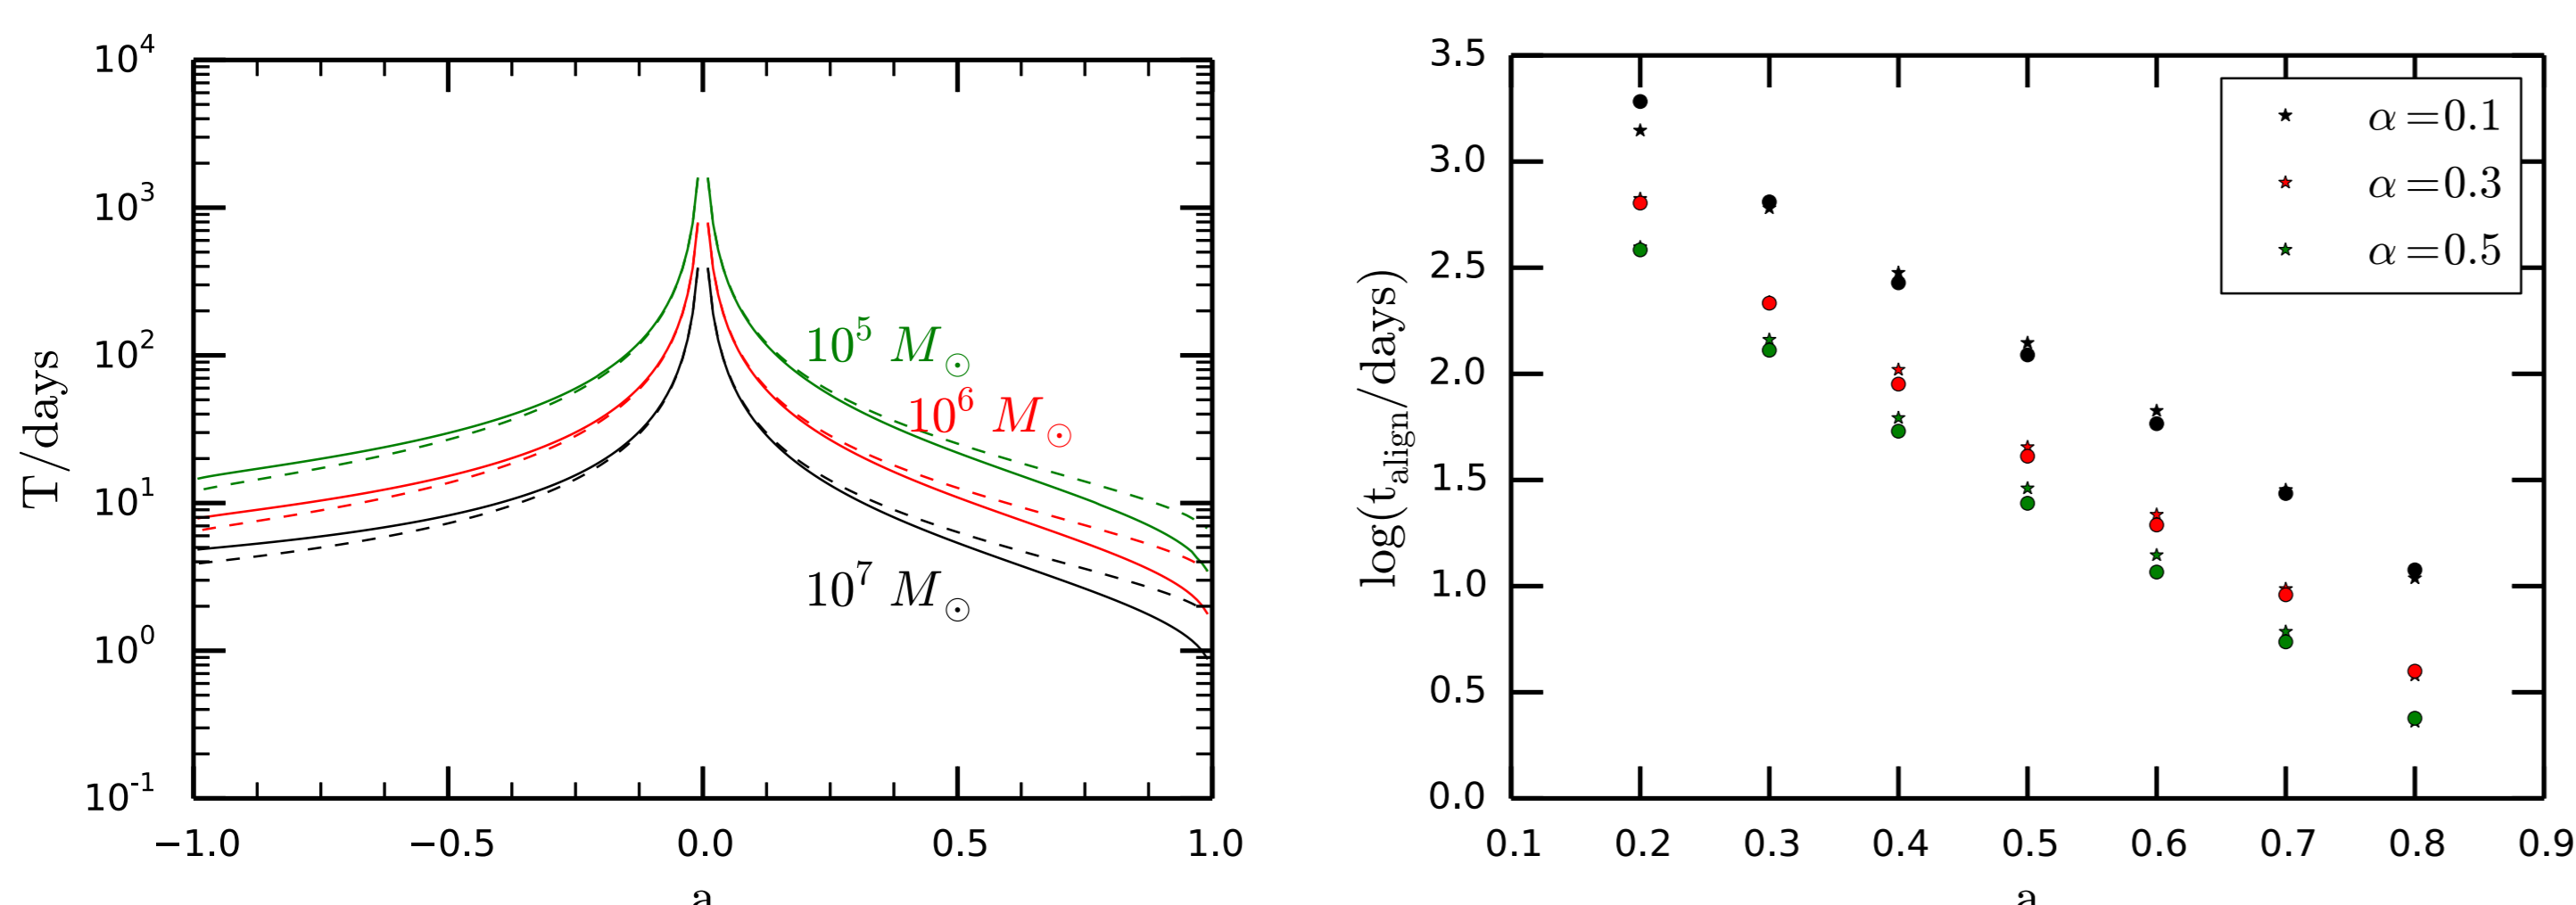 10^4
10^3
10^2
10^1
10^0
10^-1
T/days
10^5 M_⊙
10^6 M_⊙
10^7 M_⊙
−1.0 −0.5 0.0 0.5 1.0
a
3.5
3.0
2.5
2.0
1.5
1.0
0.5
0.0
log(t_align/days)
α=0.1
α=0.3
α=0.5
0.1 0.2 0.3 0.4 0.5 0.6 0.7 0.8 0.9
a